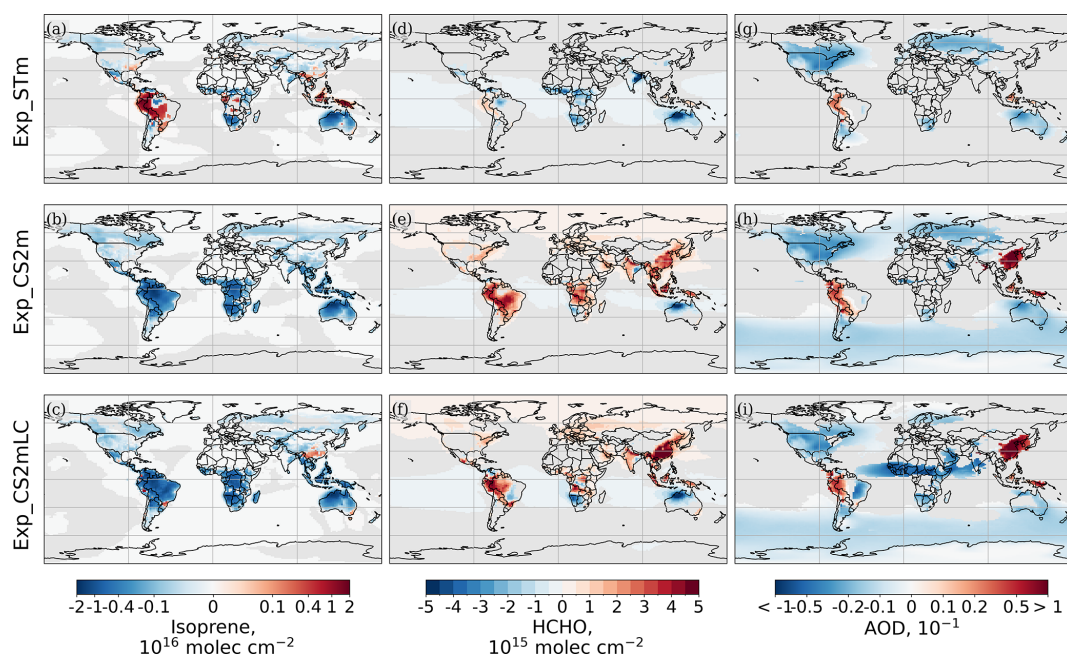 (a) (d) (g)
Exp_STm
(b) (e) (h)
Exp_CS2m
(c) (f) (i)
Exp_CS2mLC
-2-1-0.4 -0.1 0 0.1 0.4 1 2
Isoprene,
10¹⁶ molec cm⁻²
-5 -4 -3 -2 -1 0 1 2 3 4 5
HCHO,
10¹⁵ molec cm⁻²
< -1-0.5 -0.2-0.1 0 0.10.2 0.5 > 1
AOD, 10⁻¹